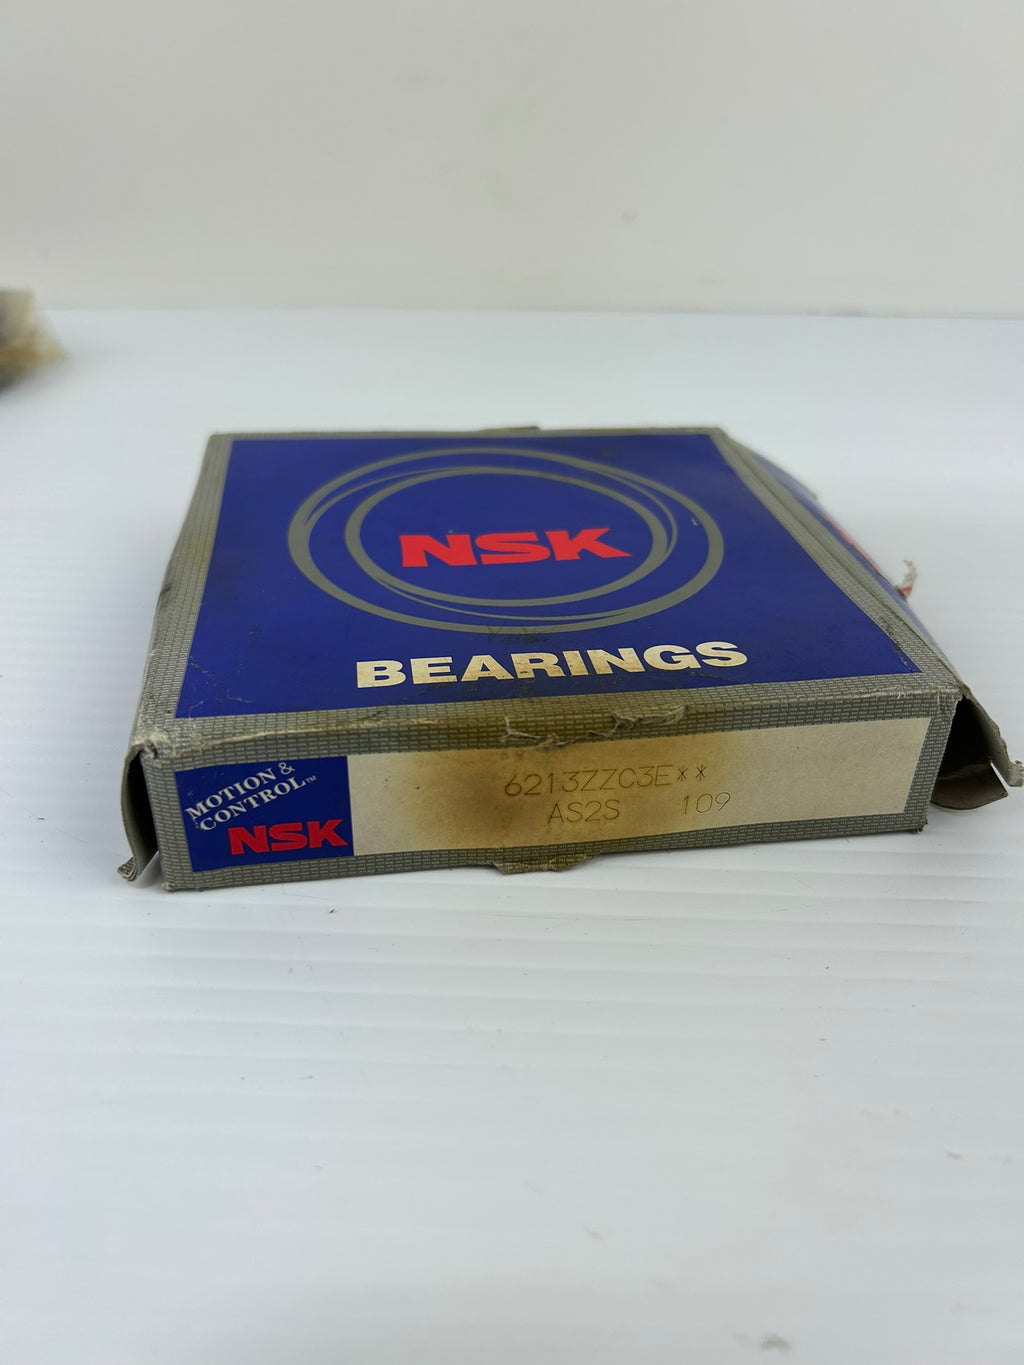 NSK
BEARINGS
MOTION &
CONTROL™
NSK
6213ZZC3E**
AS2S 109